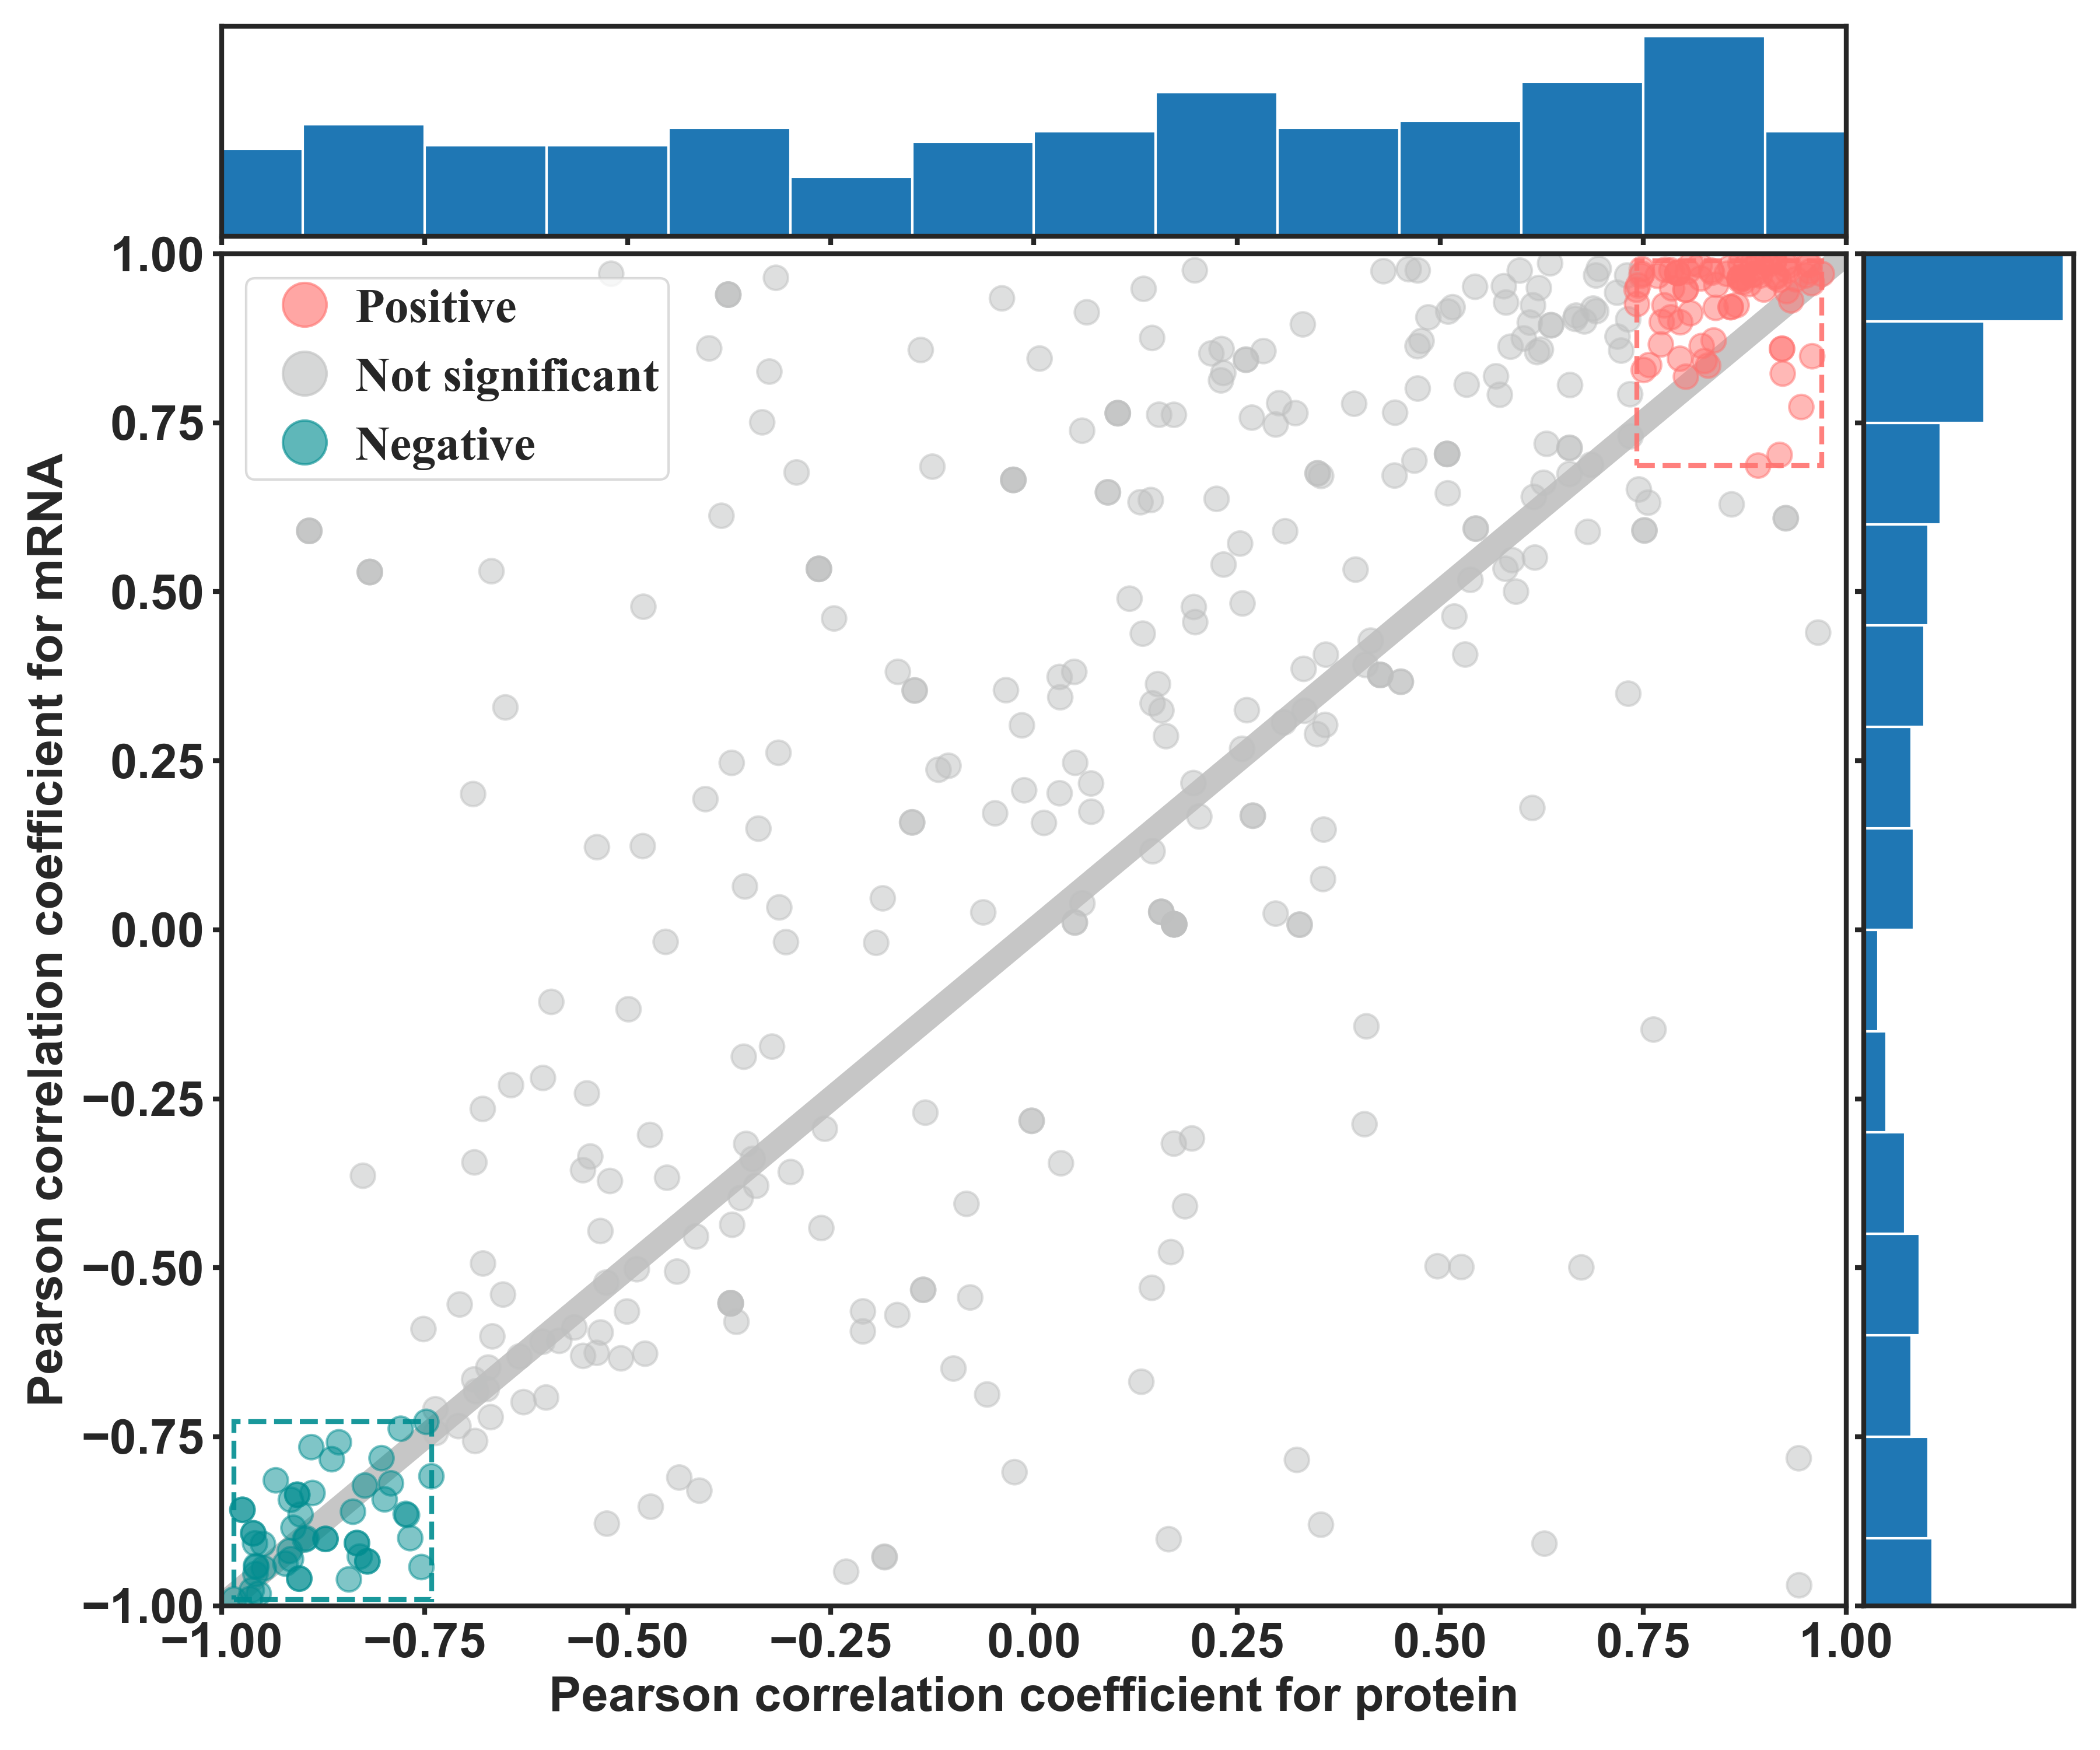 Positive
Not significant
Negative
1.00
0.75
0.50
0.25
0.00
−0.25
−0.50
−0.75
−1.00
Pearson correlation coefficient for mRNA
−1.00 −0.75 −0.50 −0.25 0.00 0.25 0.50 0.75 1.00
Pearson correlation coefficient for protein